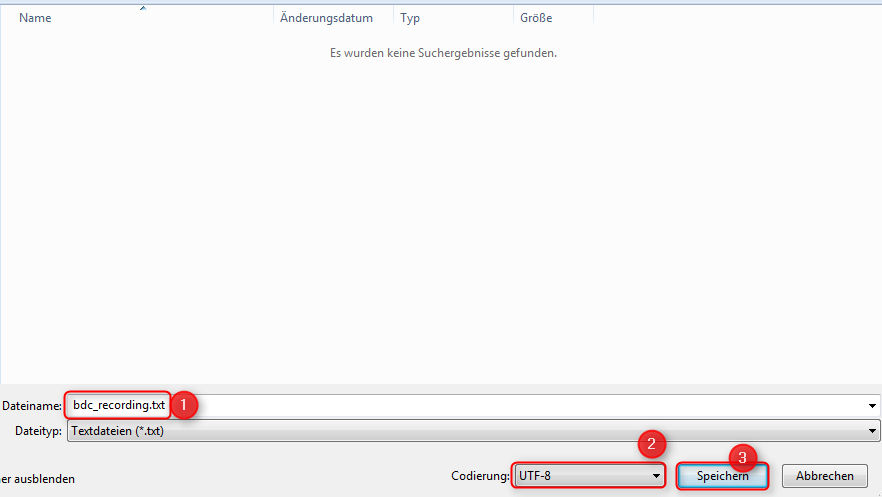 Name Änderungsdatum Typ Größe
Es wurden keine Suchergebnisse gefunden.
Dateiname: bdc_recording.txt 1
Dateityp: Textdateien (*.txt)
2
3
er ausblenden Codierung: UTF-8 Speichern Abbrechen